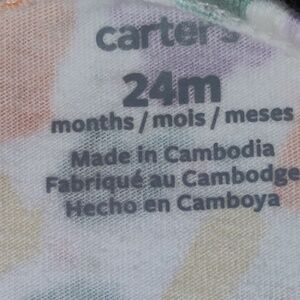 carter's
24m
months / mois / meses
Made in Cambodia
Fabriqué au Cambodge
Hecho en Camboya